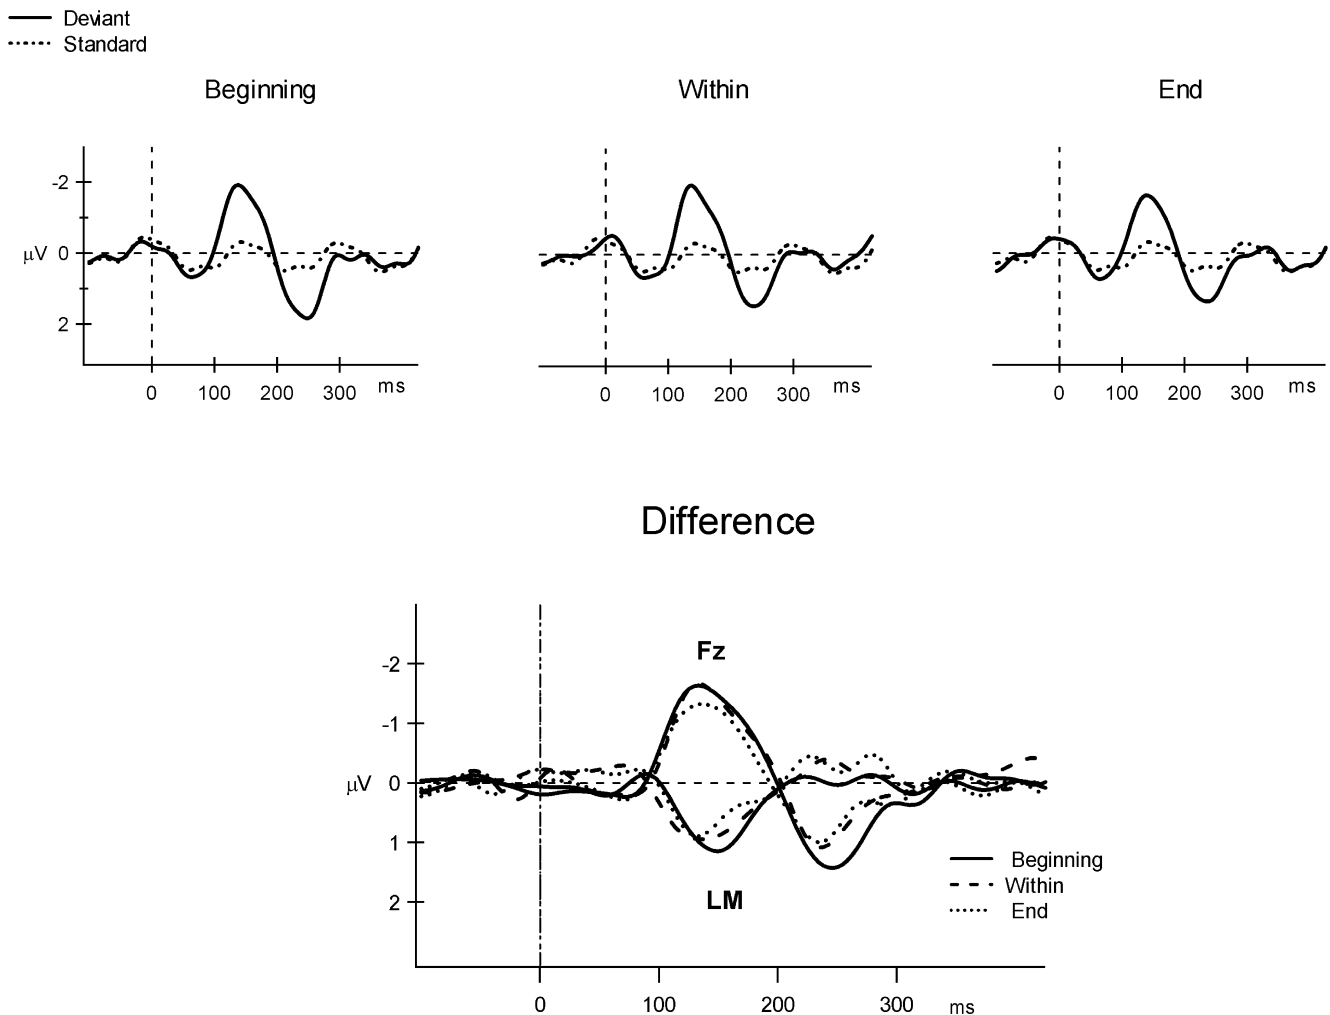 Deviant
Standard
Beginning
Within
End
-2
μV 0
2
0 100 200 300 ms
0 100 200 300 ms
0 100 200 300 ms
Difference
Fz
-2
-1
μV 0
1
2
LM
Beginning
Within
End
0 100 200 300 ms